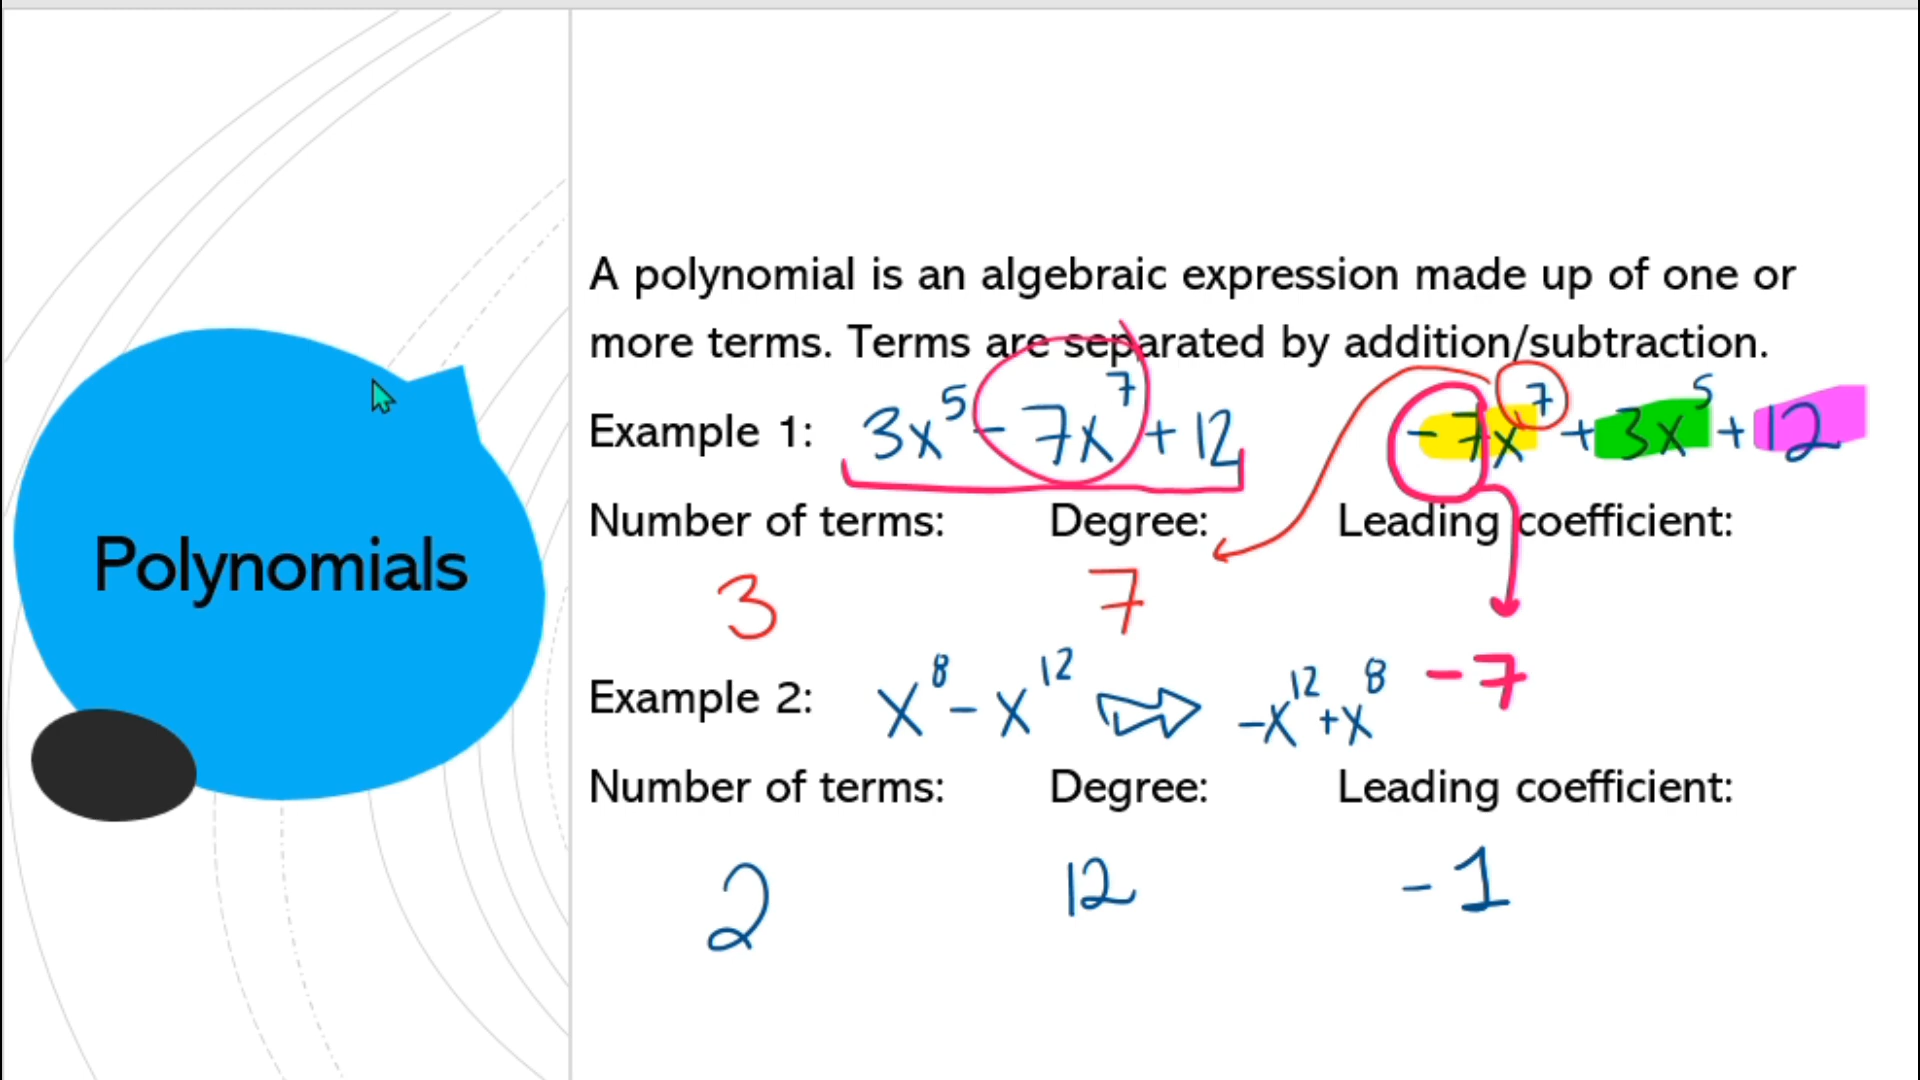 Polynomials
A polynomial is an algebraic expression made up of one or
more terms. Terms are separated by addition/subtraction.
Example 1: 3x⁵ - 7x⁷ + 12 -7x⁷ + 3x⁵ + 12
Number of terms: Degree: Leading coefficient:
3 7 -7
Example 2: x⁸ - x¹² ⇒ -x¹² + x⁸
Number of terms: Degree: Leading coefficient:
2 12 -1